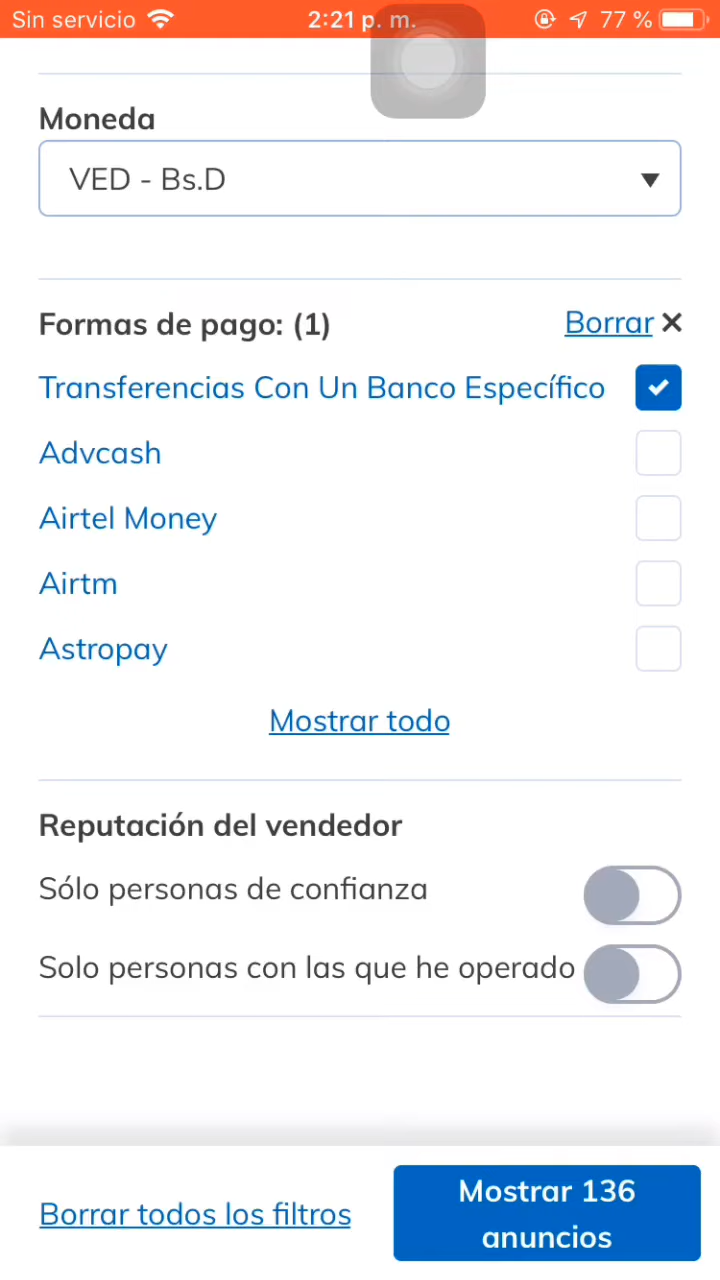 Sin servicio 2:21 p. m. 77 %
Moneda
VED - Bs.D
Formas de pago: (1) Borrar ✕
Transferencias Con Un Banco Específico
Advcash
Airtel Money
Airtm
Astropay
Mostrar todo
Reputación del vendedor
Sólo personas de confianza
Solo personas con las que he operado
Borrar todos los filtros
Mostrar 136
anuncios